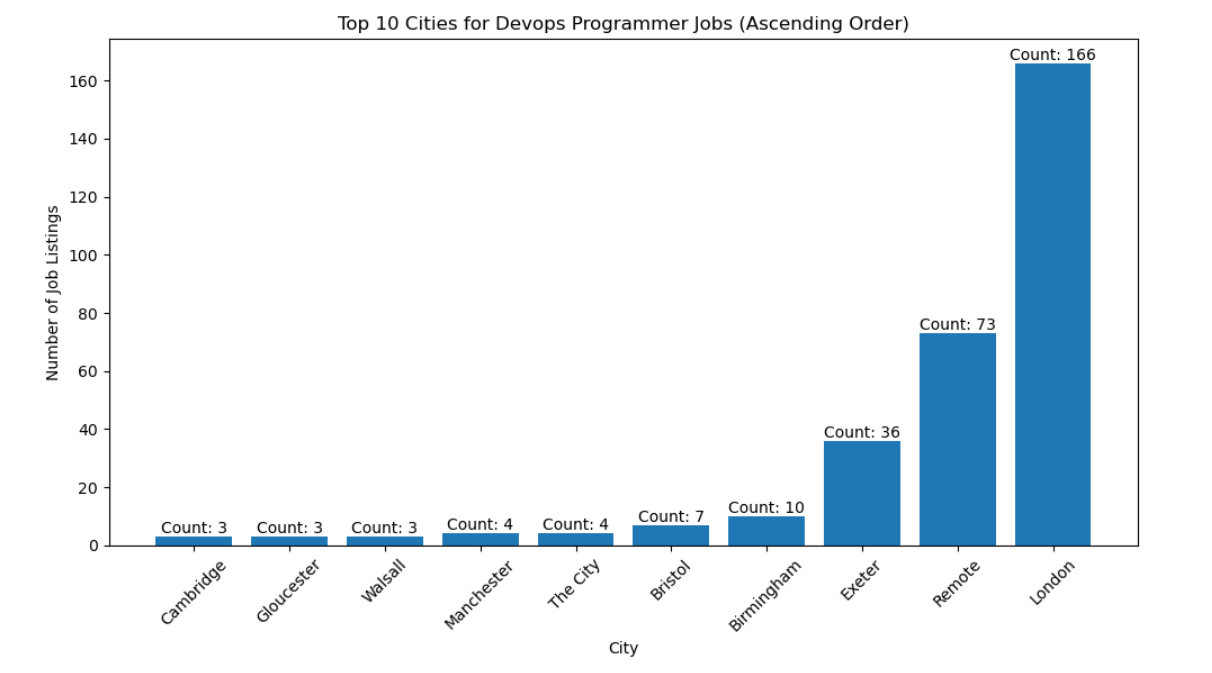 Top 10 Cities for Devops Programmer Jobs (Ascending Order)
Number of Job Listings
160
140
120
100
80
60
40
20
0
Count: 3
Count: 3
Count: 3
Count: 4
Count: 4
Count: 7
Count: 10
Count: 36
Count: 73
Count: 166
Cambridge
Gloucester
Walsall
Manchester
The City
Bristol
Birmingham
Exeter
Remote
London
City